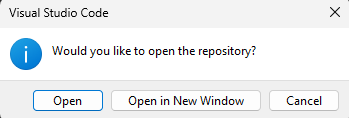 Visual Studio Code
Would you like to open the repository?
Open
Open in New Window
Cancel